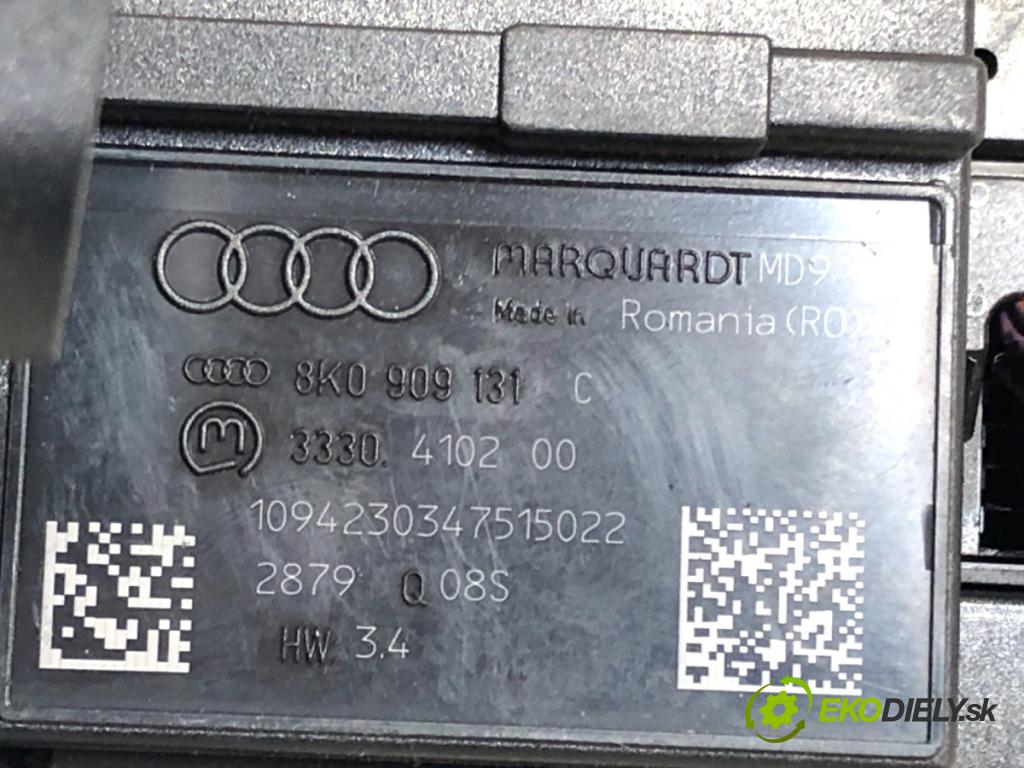 MARQUARDT MD9
Made in Romania (RO)
8K0 909 131 C
M 3330. 4102 00
1094230347515022
2879 Q 08S
HW 3.4
EKODIELY.sk